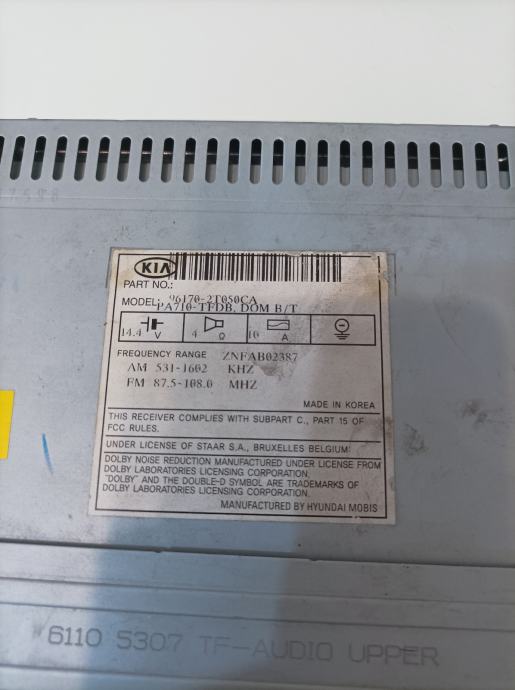 KIA
PART NO.:
96170-2T050CA
MODEL: PA710-TFDB, DOM B/T
14.4 V 4 Ω 10 A
FREQUENCY RANGE ZNFAB02387
AM 531-1602 KHZ
FM 87.5-108.0 MHZ
MADE IN KOREA
THIS RECEIVER COMPLIES WITH SUBPART C., PART 15 OF
FCC RULES.
UNDER LICENSE OF STAAR S.A., BRUXELLES BELGIUM:
DOLBY NOISE REDUCTION MANUFACTURED UNDER LICENSE FROM
DOLBY LABORATORIES LICENSING CORPORATION.
"DOLBY" AND THE DOUBLE-D SYMBOL ARE TRADEMARKS OF
DOLBY LABORATORIES LICENSING CORPORATION.
MANUFACTURED BY HYUNDAI MOBIS
6110 5307 TF-AUDIO UPPER